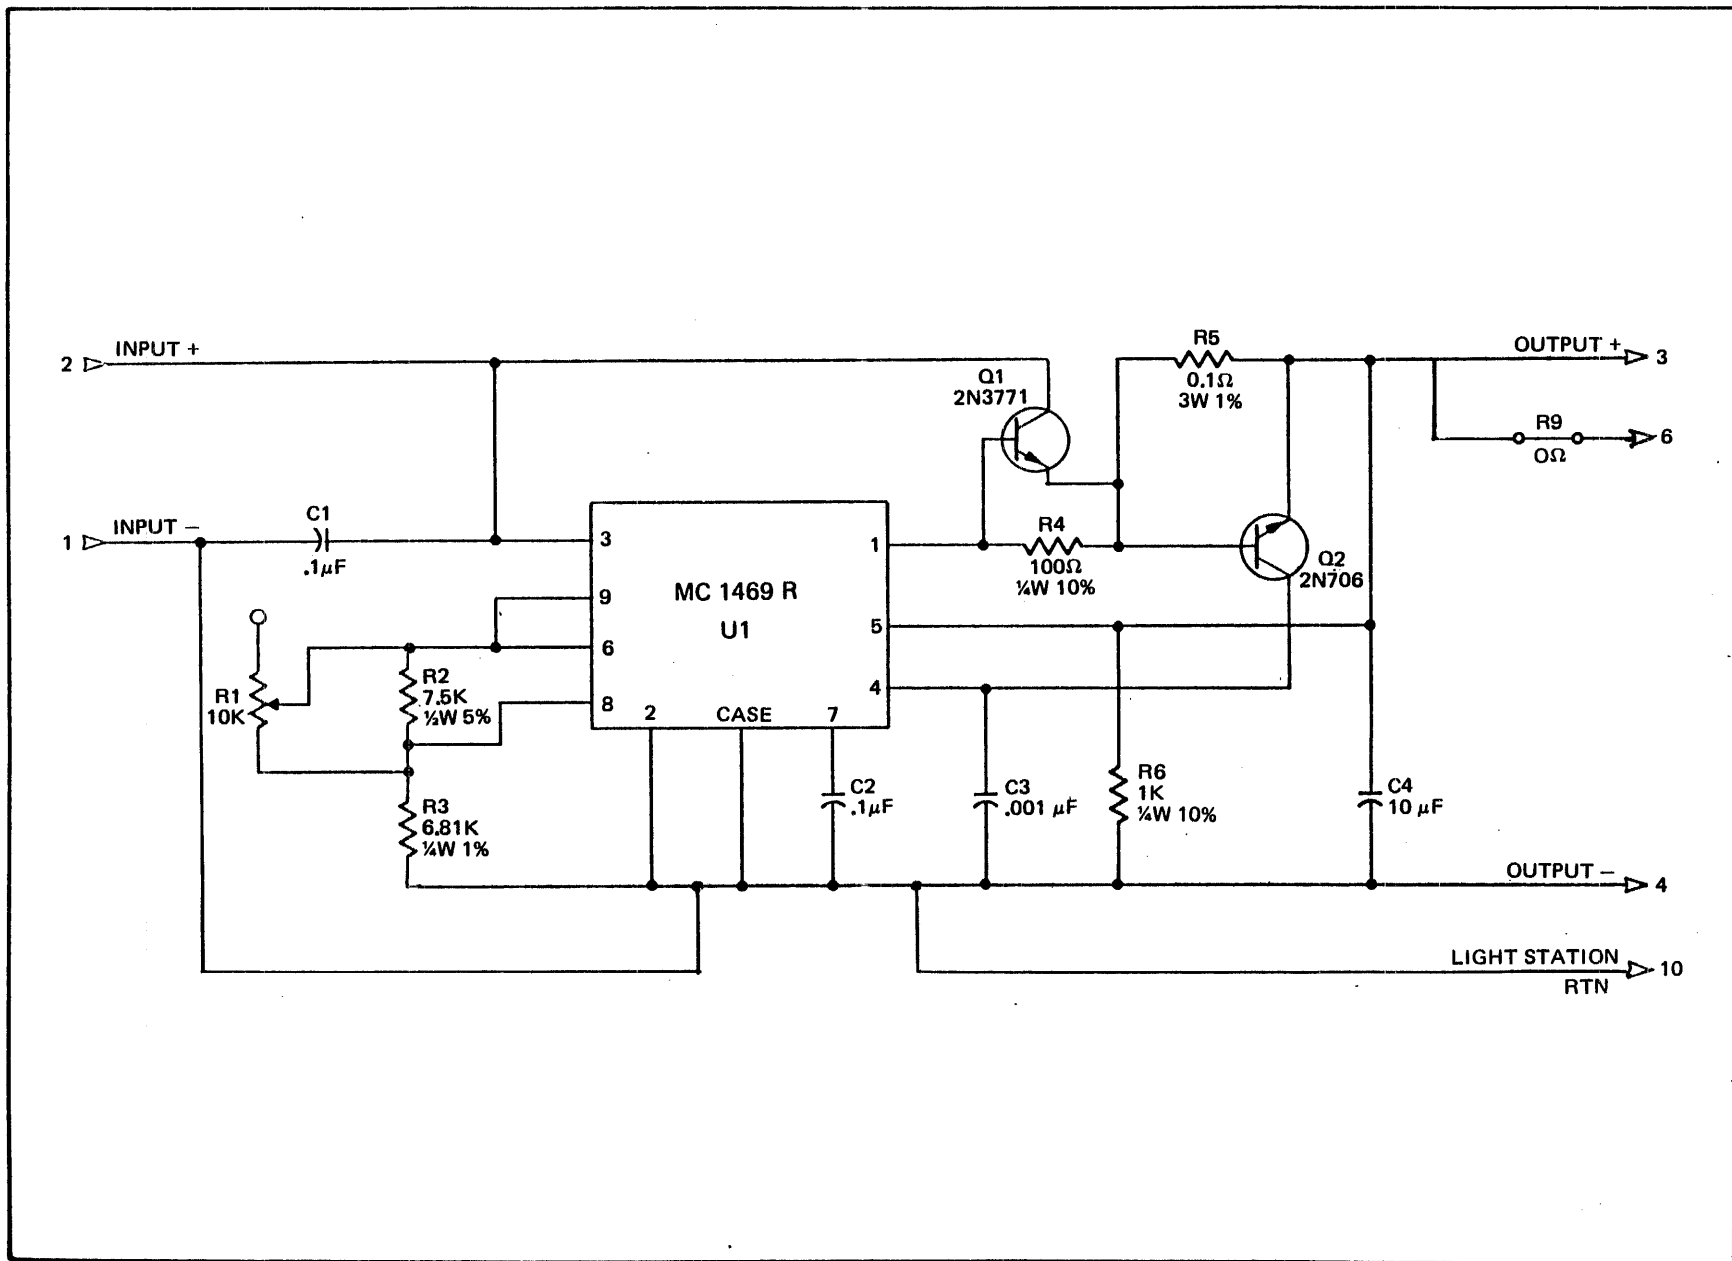 2 INPUT +
1 INPUT –
C1
.1µF
R1
10K
R2
7.5K
½W 5%
R3
6.81K
¼W 1%
3
9
6
8
MC 1469 R
U1
2 CASE 7
1
5
4
Q1
2N3771
R4
100Ω
¼W 10%
R5
0.1Ω
3W 1%
Q2
2N706
C2
.1µF
C3
.001 µF
R6
1K
¼W 10%
C4
10 µF
OUTPUT + 3
R9
0Ω
6
OUTPUT – 4
LIGHT STATION
RTN
10